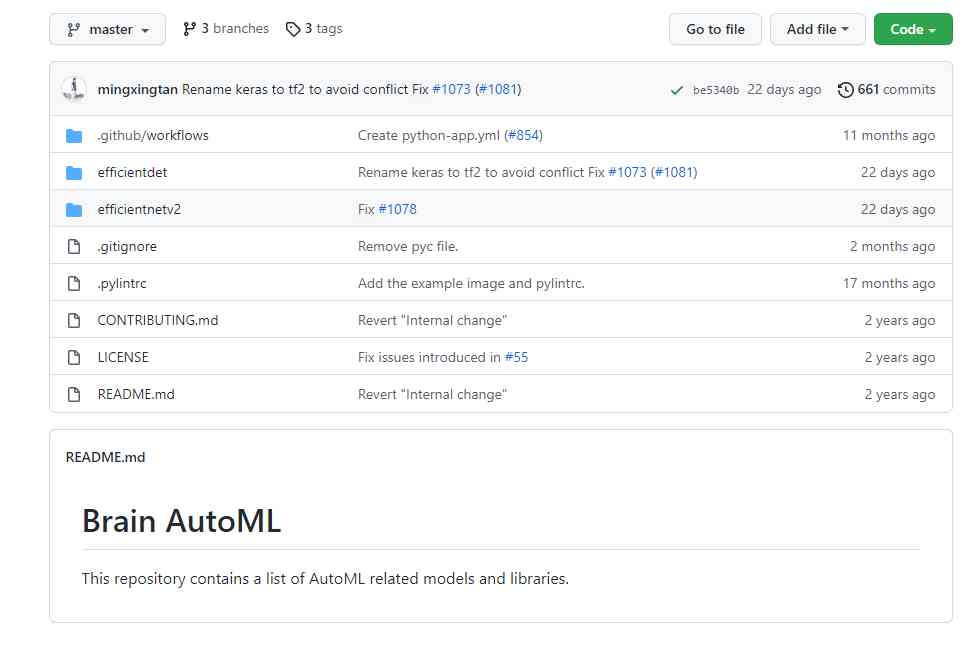 master 3 branches 3 tags Go to file Add file Code
mingxingtan Rename keras to tf2 to avoid conflict Fix #1073 (#1081) be5340b 22 days ago 661 commits
.github/workflows Create python-app.yml (#854) 11 months ago
efficientdet Rename keras to tf2 to avoid conflict Fix #1073 (#1081) 22 days ago
efficientnetv2 Fix #1078 22 days ago
.gitignore Remove pyc file. 2 months ago
.pylintrc Add the example image and pylintrc. 17 months ago
CONTRIBUTING.md Revert "Internal change" 2 years ago
LICENSE Fix issues introduced in #55 2 years ago
README.md Revert "Internal change" 2 years ago
README.md
Brain AutoML
This repository contains a list of AutoML related models and libraries.